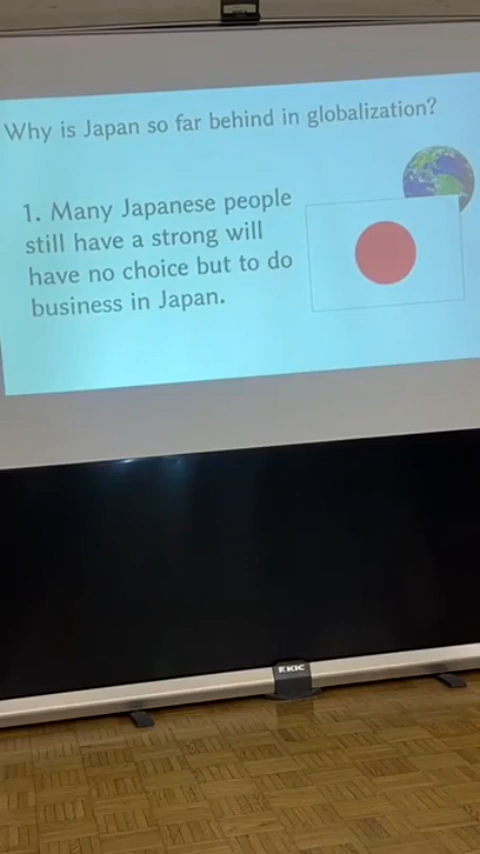 Why is Japan so far behind in globalization?
1. Many Japanese people
still have a strong will
have no choice but to do
business in Japan.
KIC